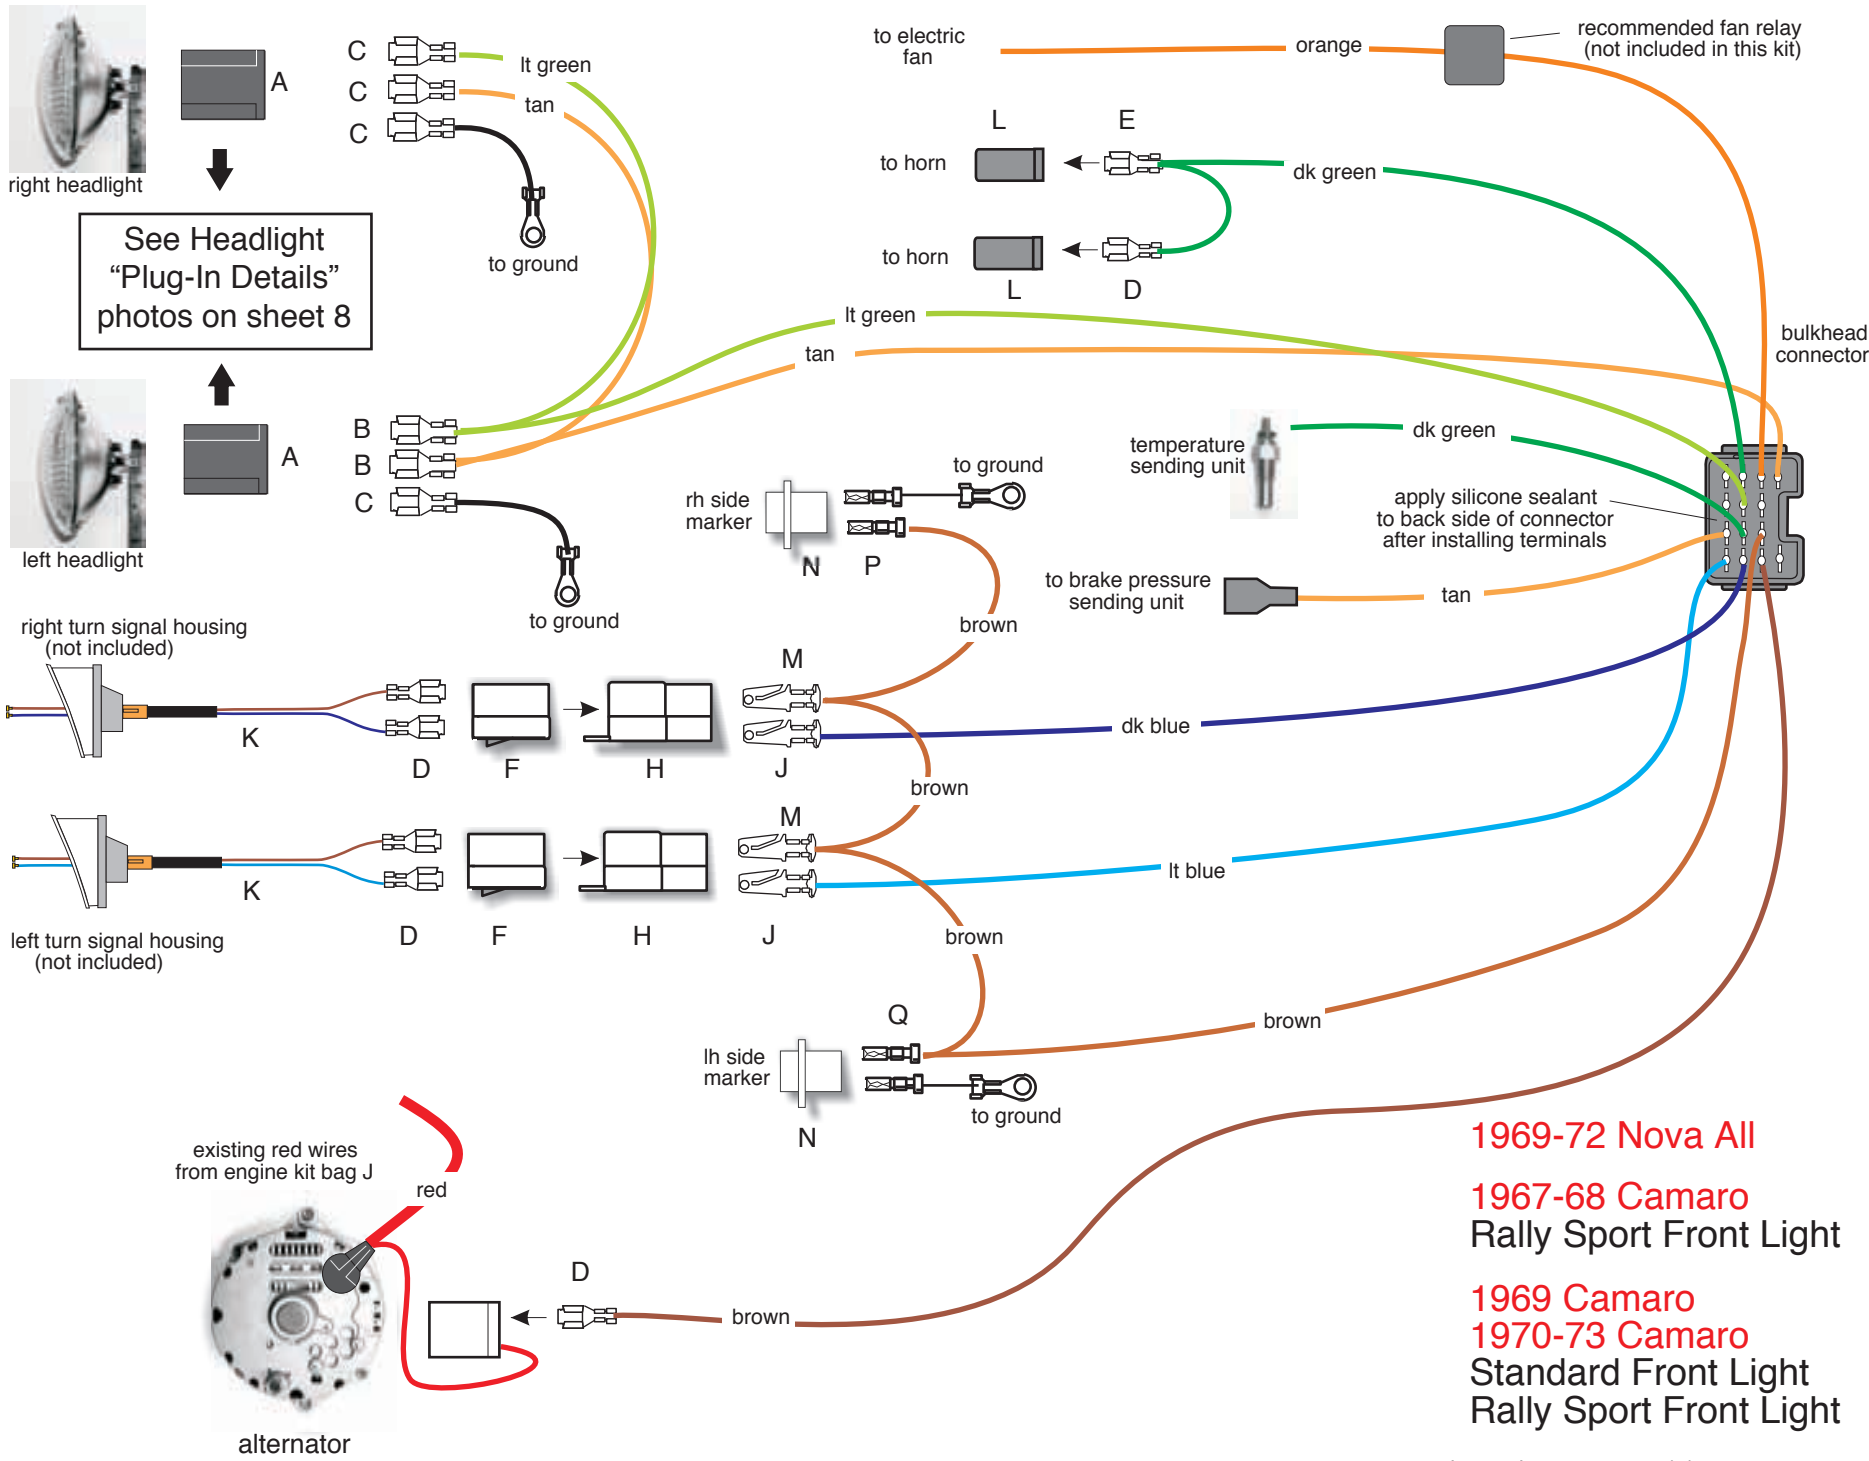 to electric
fan
orange
recommended fan relay
(not included in this kit)
C
lt green
A
C
tan
C
right headlight
to ground
See Headlight
“Plug-In Details”
photos on sheet 8
L
E
to horn
dk green
to horn
L
D
lt green
tan
bulkhead
connector
B
A
B
C
left headlight
to ground
temperature
sending unit
dk green
apply silicone sealant
to back side of connector
after installing terminals
to brake pressure
sending unit
tan
rh side
marker
to ground
N
P
brown
right turn signal housing
(not included)
K
D
F
H
M
J
dk blue
brown
M
K
D
F
H
J
lt blue
left turn signal housing
(not included)
brown
Q
brown
lh side
marker
N
to ground
existing red wires
from engine kit bag J
red
D
brown
alternator
1969-72 Nova All
1967-68 Camaro
Rally Sport Front Light
1969 Camaro
1970-73 Camaro
Standard Front Light
Rally Sport Front Light